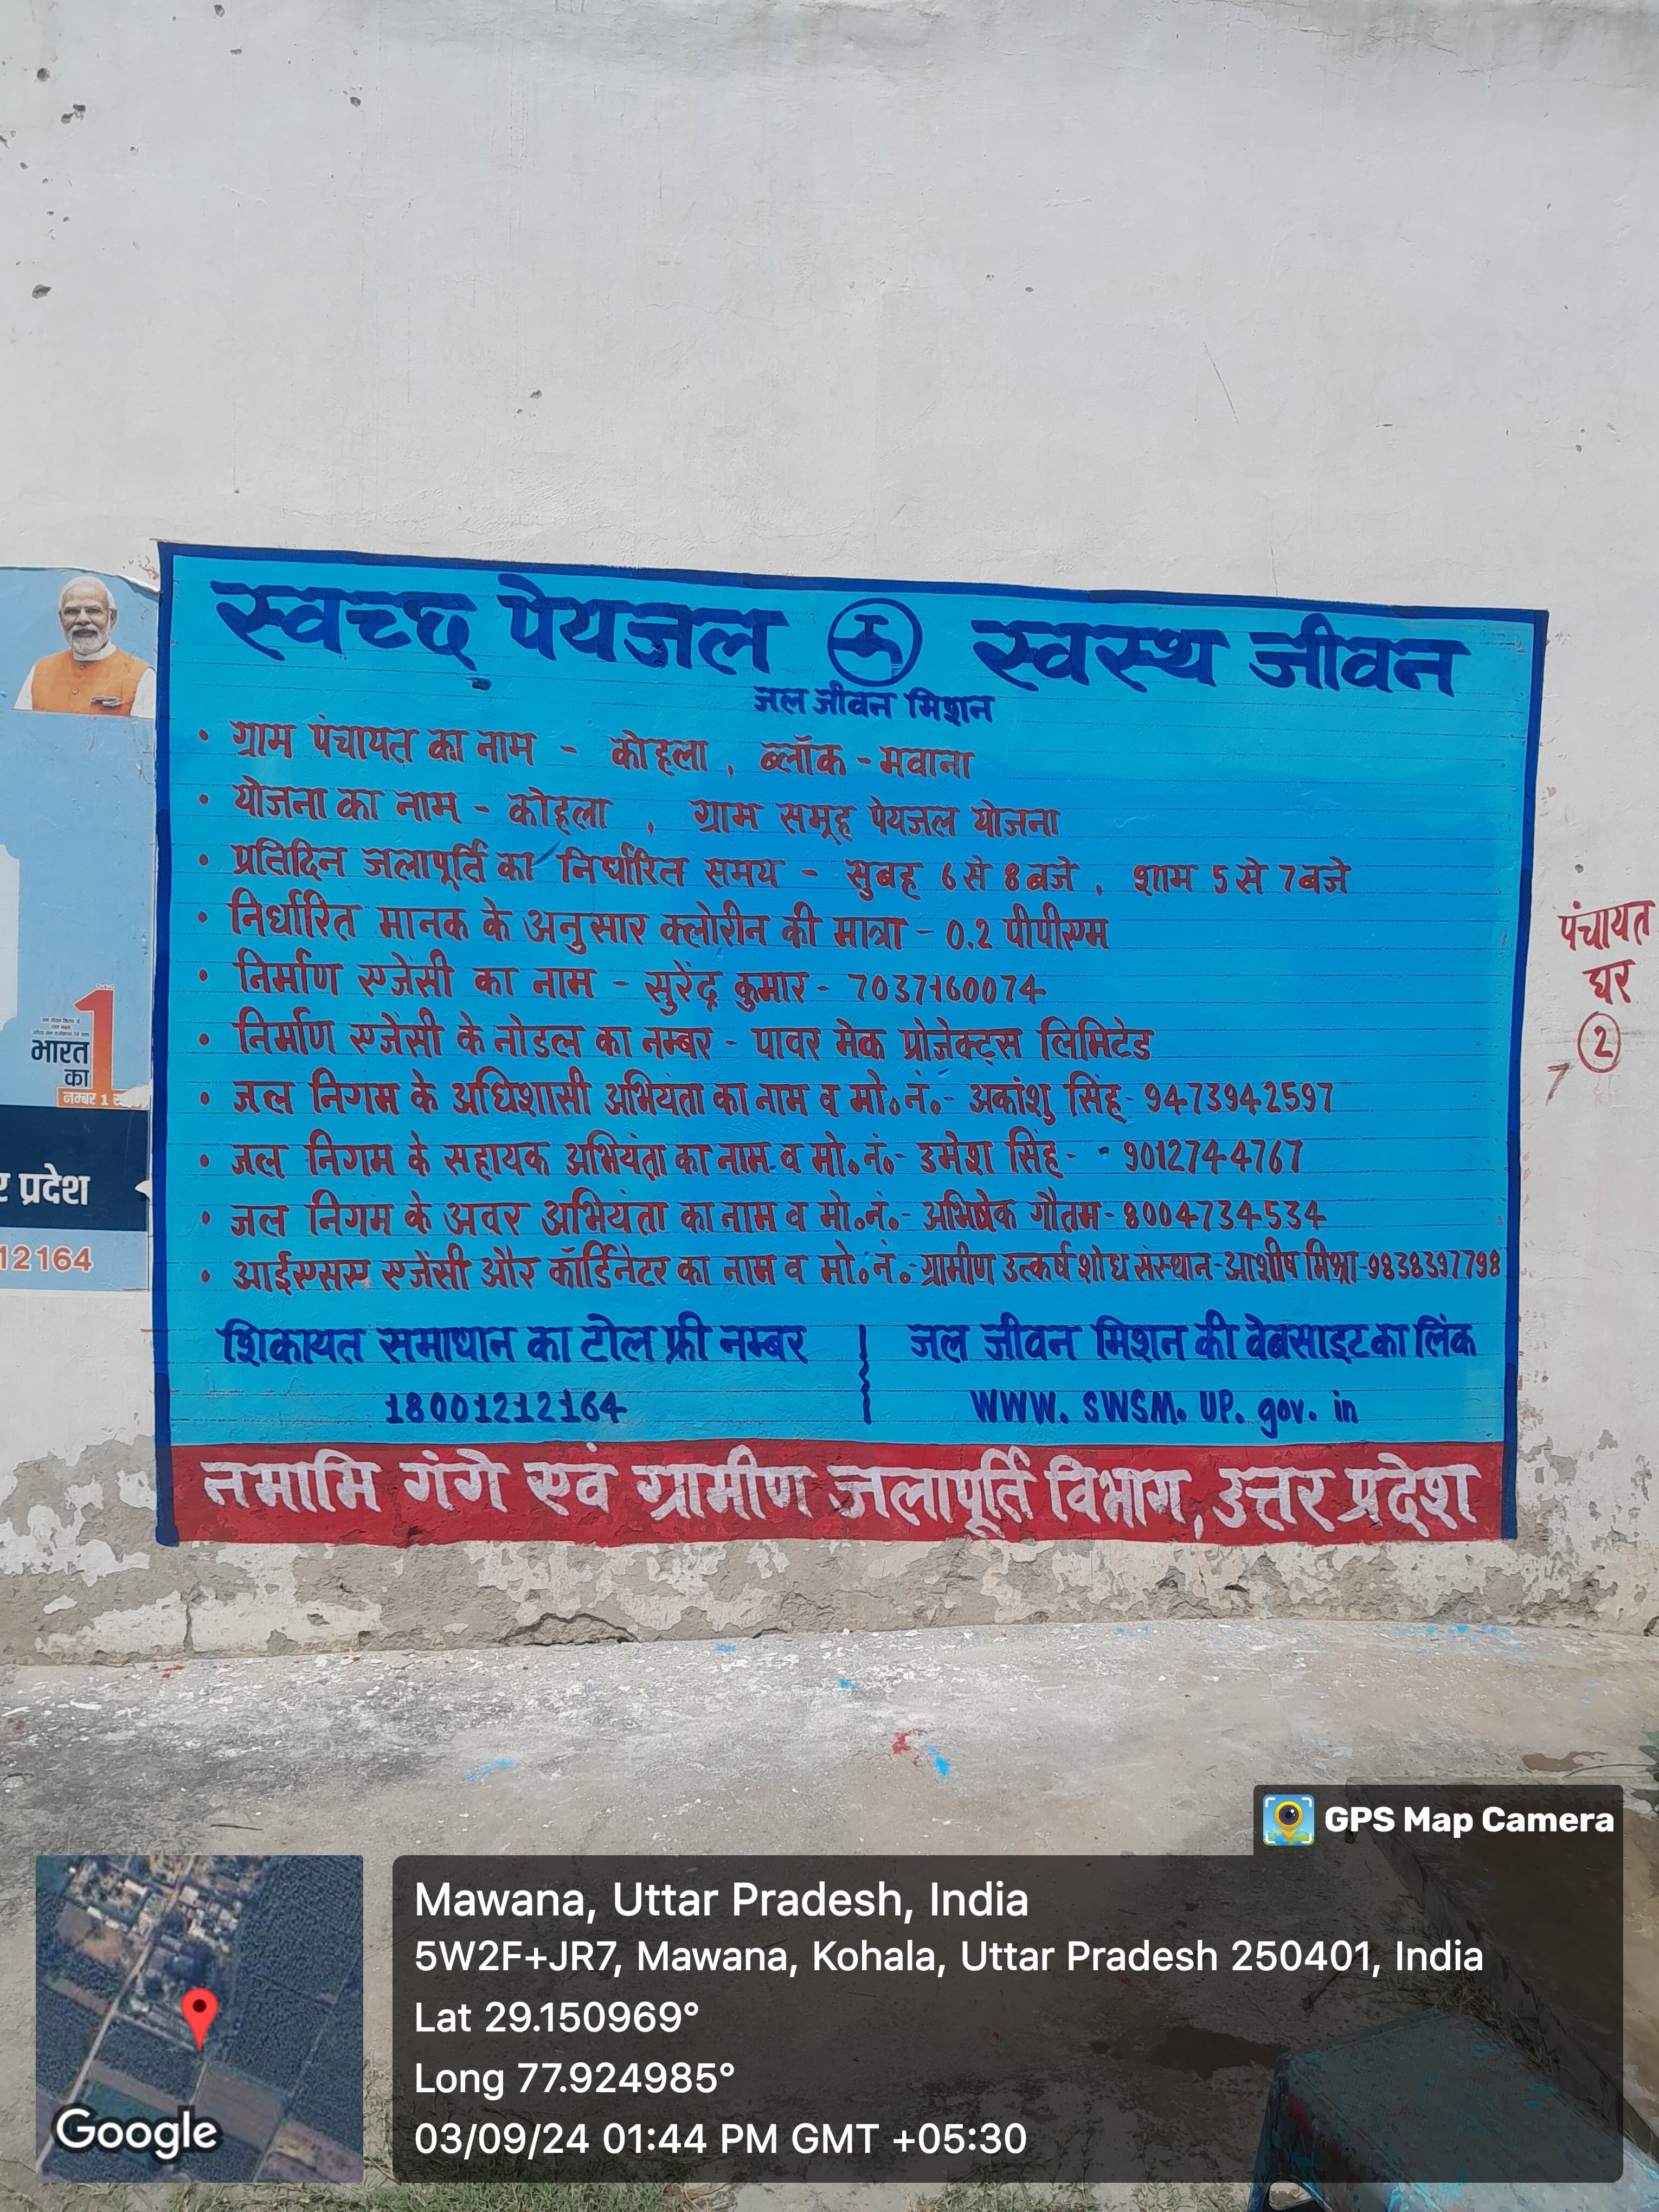 स्वच्छ पेयजल स्वस्थ जीवन
जल जीवन मिशन
• ग्राम पंचायत का नाम - कोहला , ब्लॉक - मवाना
• योजना का नाम - कोहला , ग्राम समूह पेयजल योजना
• प्रतिदिन जलापूर्ति का निर्धारित समय - सुबह 6 से 8 बजे , शाम 5 से 7 बजे
• निर्धारित मानक के अनुसार क्लोरीन की मात्रा - 0.2 पीपीएम
• निर्माण एजेंसी का नाम - सुरेंद्र कुमार - 7037160074
• निर्माण एजेंसी के नोडल का नम्बर - पावर मेक प्रोजेक्ट्स लिमिटेड
• जल निगम के अधिशासी अभियंता का नाम व मो॰नं॰- अकांशु सिंह- 9473942597
• जल निगम के सहायक अभियंता का नाम व मो॰नं॰- उमेश सिंह- - 9012744767
• जल निगम के अवर अभियंता का नाम व मो॰नं॰- अभिषेक गौतम- 8004734534
• आईएसए एजेंसी और कॉर्डिनेटर का नाम व मो॰नं॰-ग्रामीण उत्कर्ष शोध संस्थान-आशीष मिश्रा-9838397798
शिकायत समाधान का टोल फ्री नम्बर
18001212164
जल जीवन मिशन की वेबसाइट का लिंक
WWW. SWSM. UP. gov. in
नमामि गंगे एवं ग्रामीण जलापूर्ति विभाग, उत्तर प्रदेश
पंचायत
घर
2
भारत
का 1
नम्बर 1
र प्रदेश
12164
GPS Map Camera
Mawana, Uttar Pradesh, India
5W2F+JR7, Mawana, Kohala, Uttar Pradesh 250401, India
Lat 29.150969°
Long 77.924985°
03/09/24 01:44 PM GMT +05:30
Google